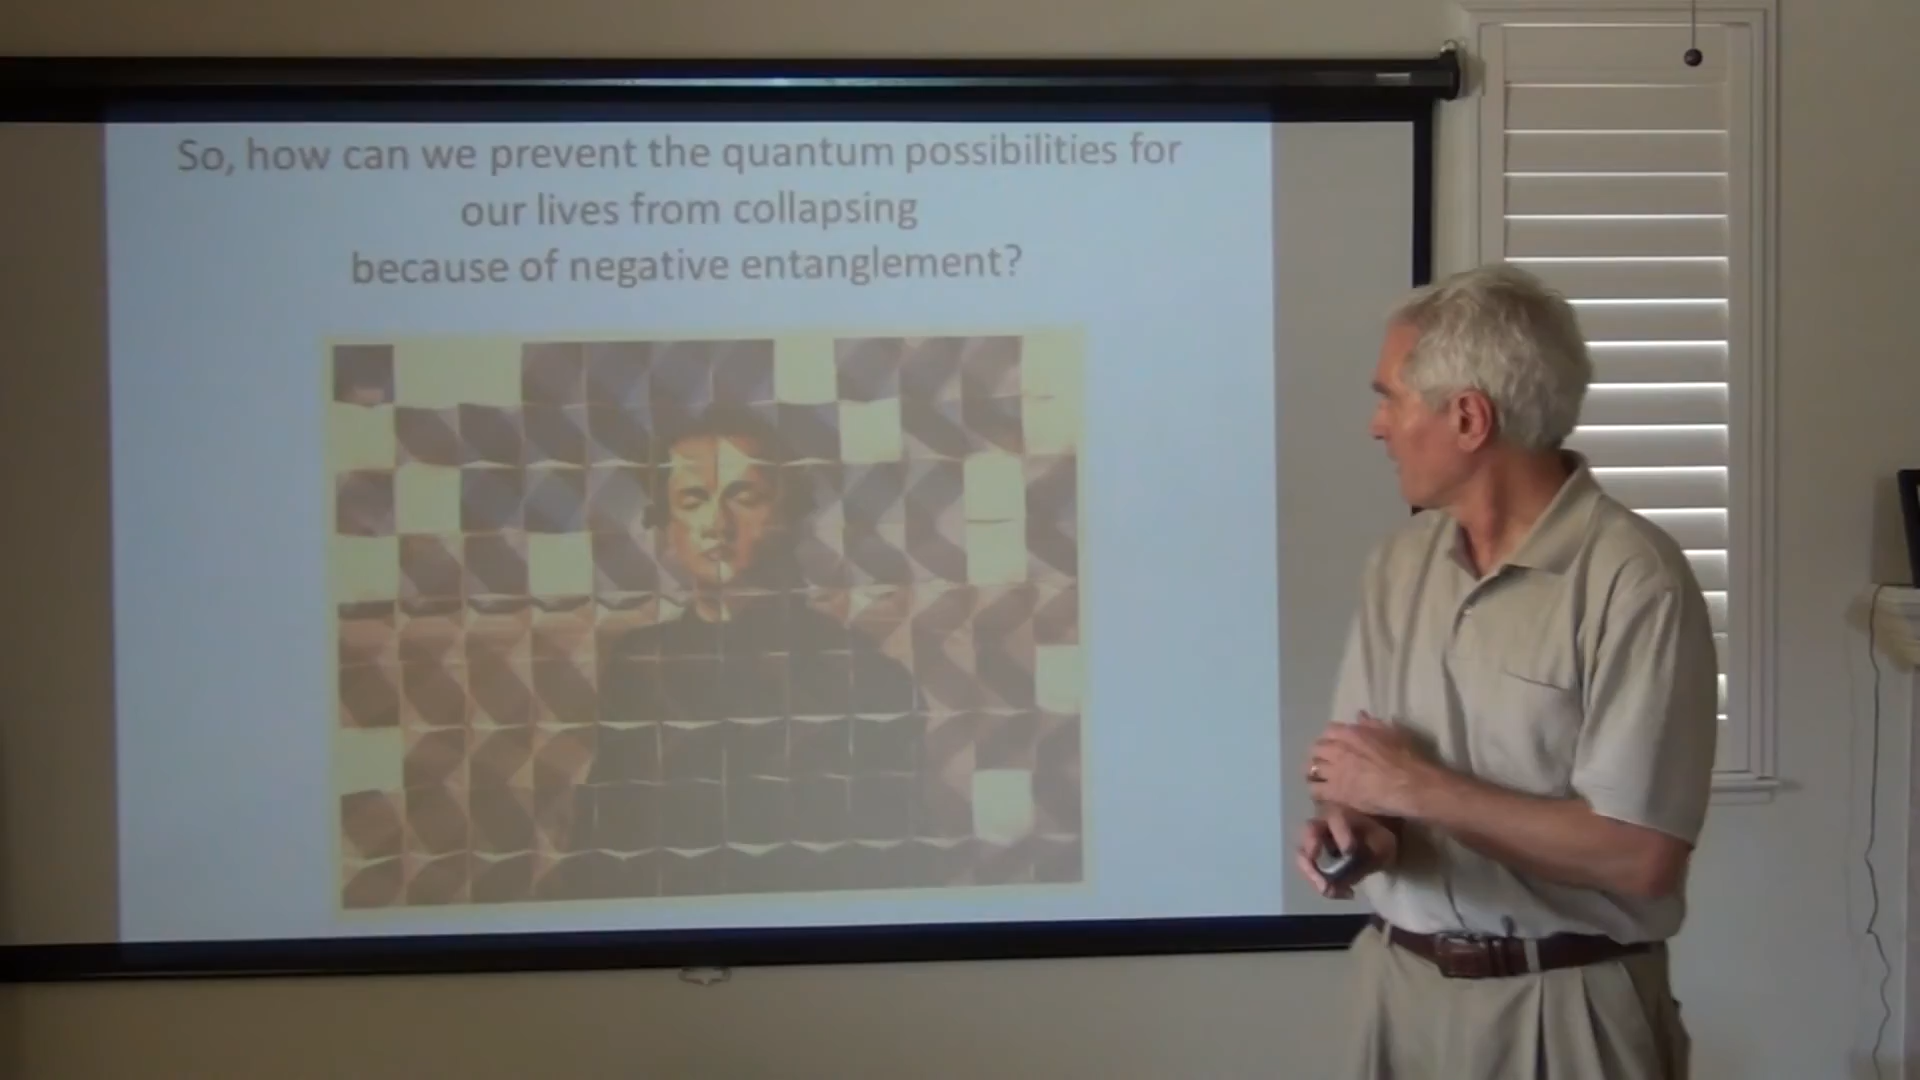 So, how can we prevent the quantum possibilities for
our lives from collapsing
because of negative entanglement?